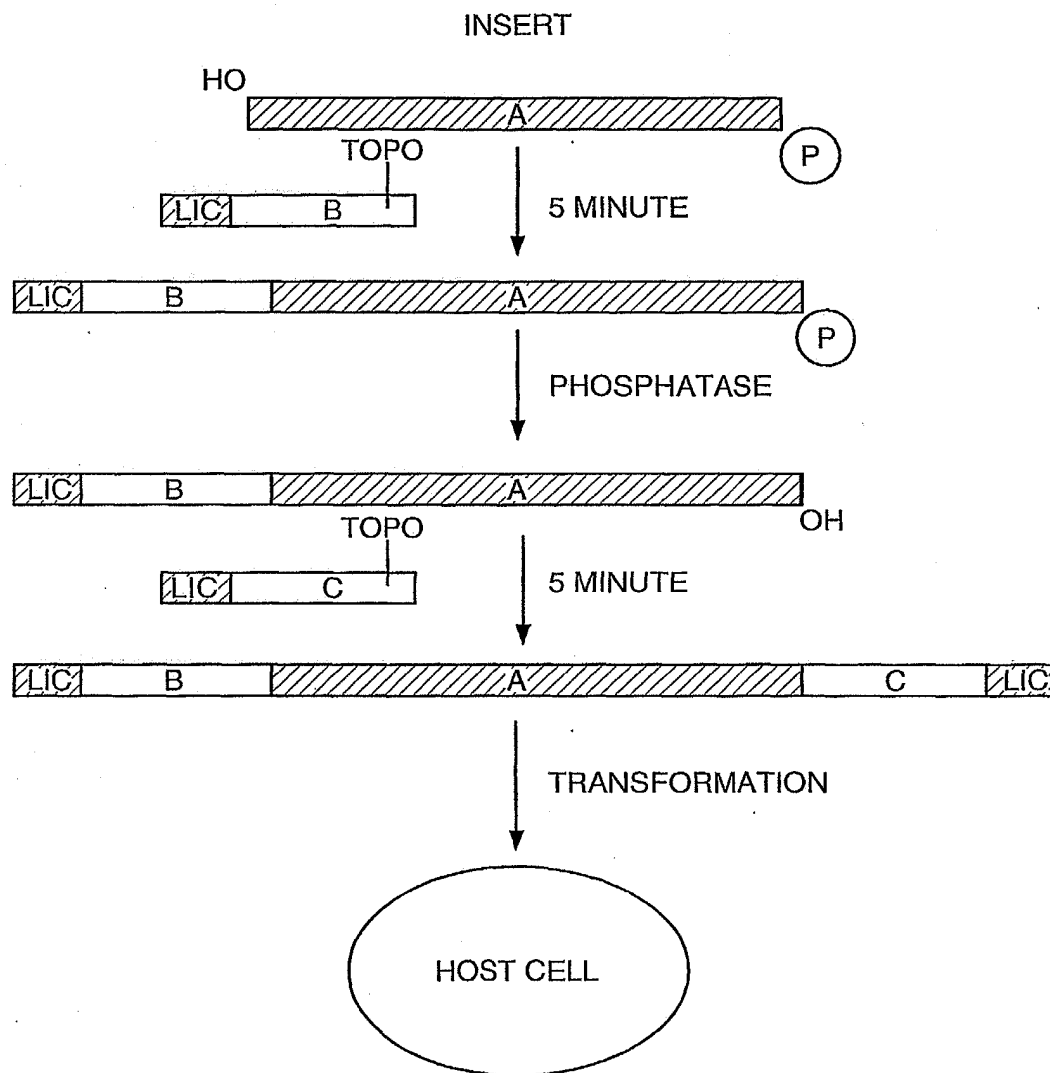 INSERT
HO
A
TOPO
P
LIC B
5 MINUTE
LIC B A
P
PHOSPHATASE
LIC B A
OH
TOPO
LIC C
5 MINUTE
LIC B A C LIC
TRANSFORMATION
HOST CELL